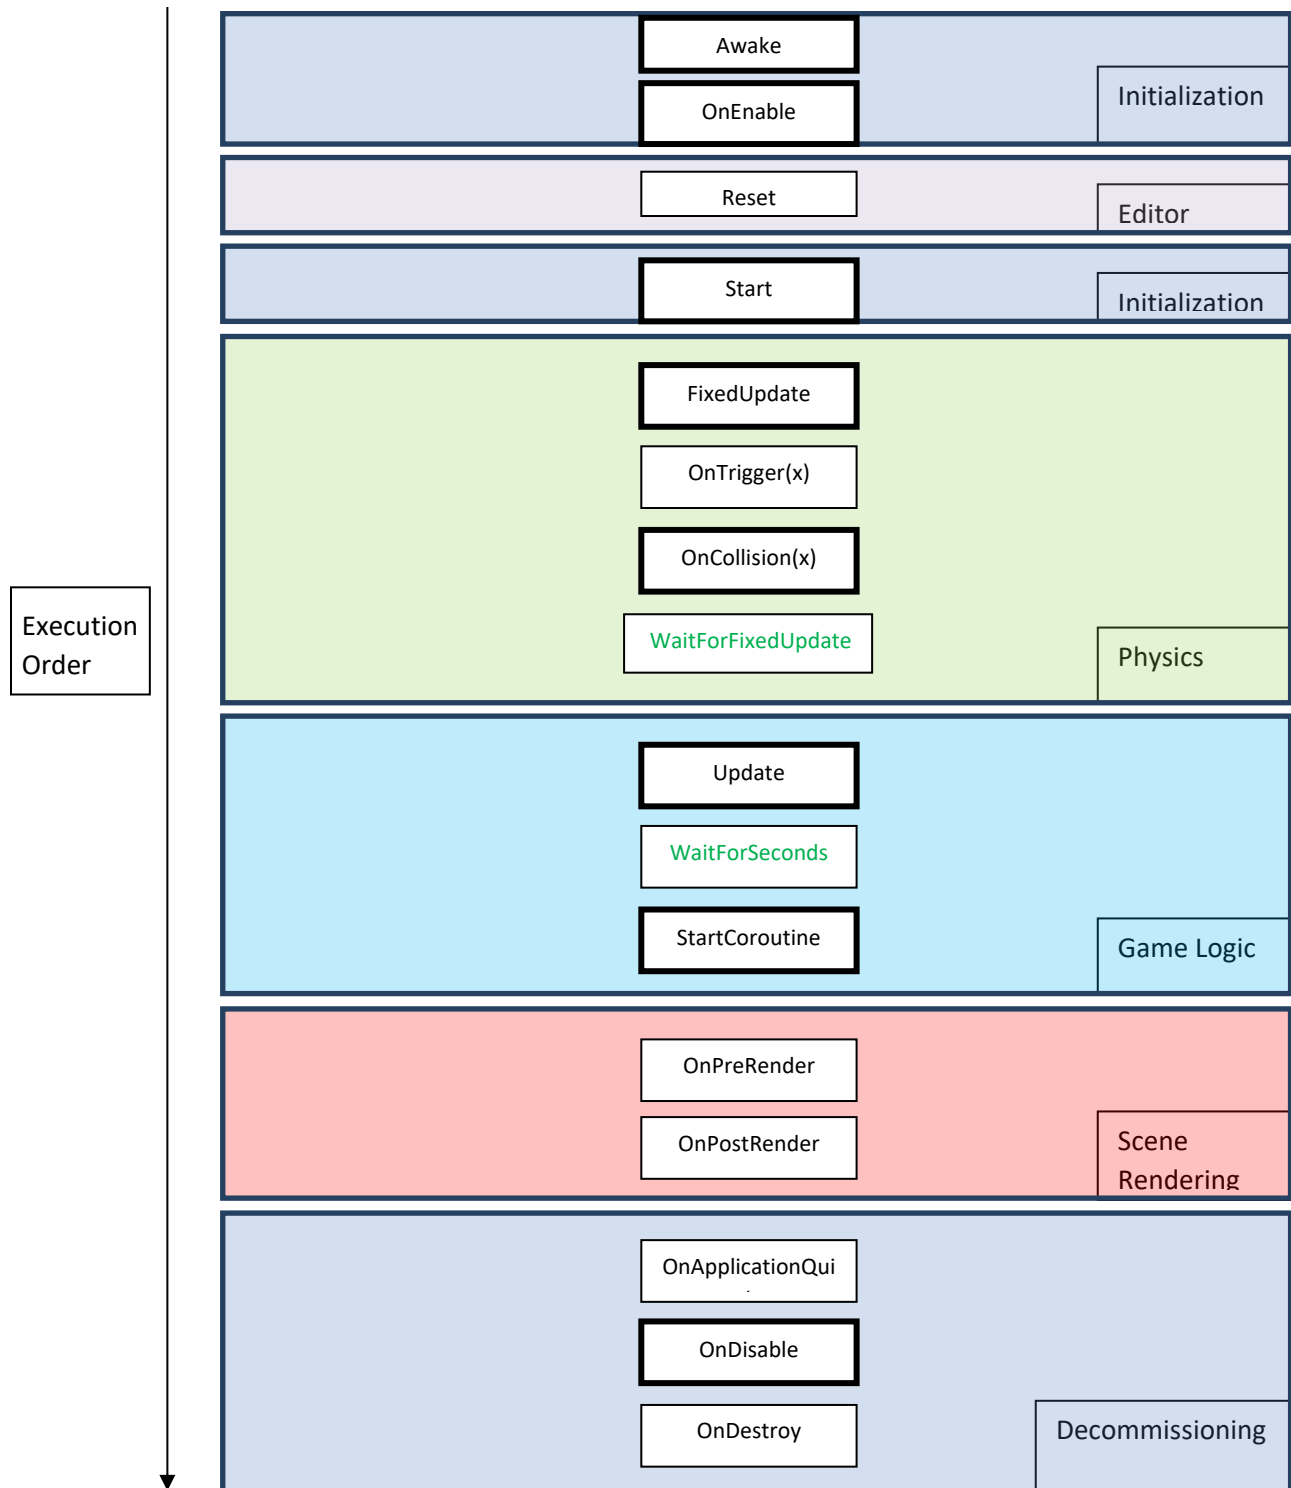 Awake
OnEnable
Initialization
Reset
Editor
Start
Initialization
FixedUpdate
OnTrigger(x)
OnCollision(x)
WaitForFixedUpdate
Physics
Execution
Order
Update
WaitForSeconds
StartCoroutine
Game Logic
OnPreRender
OnPostRender
Scene
Rendering
OnApplicationQui
OnDisable
OnDestroy
Decommissioning